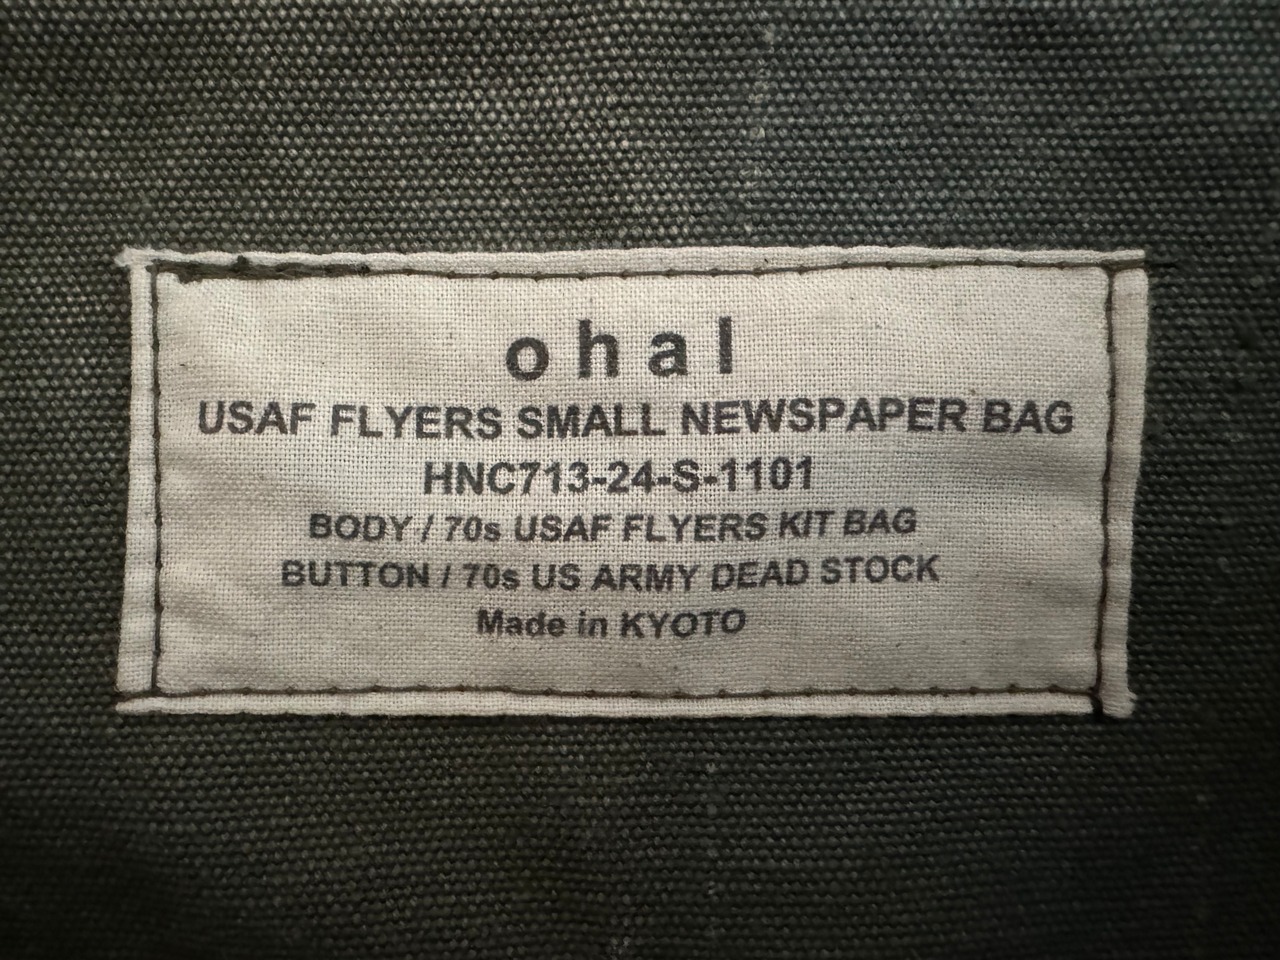 ohal
USAF FLYERS SMALL NEWSPAPER BAG
HNC713-24-S-1101
BODY / 70s USAF FLYERS KIT BAG
BUTTON / 70s US ARMY DEAD STOCK
Made in KYOTO